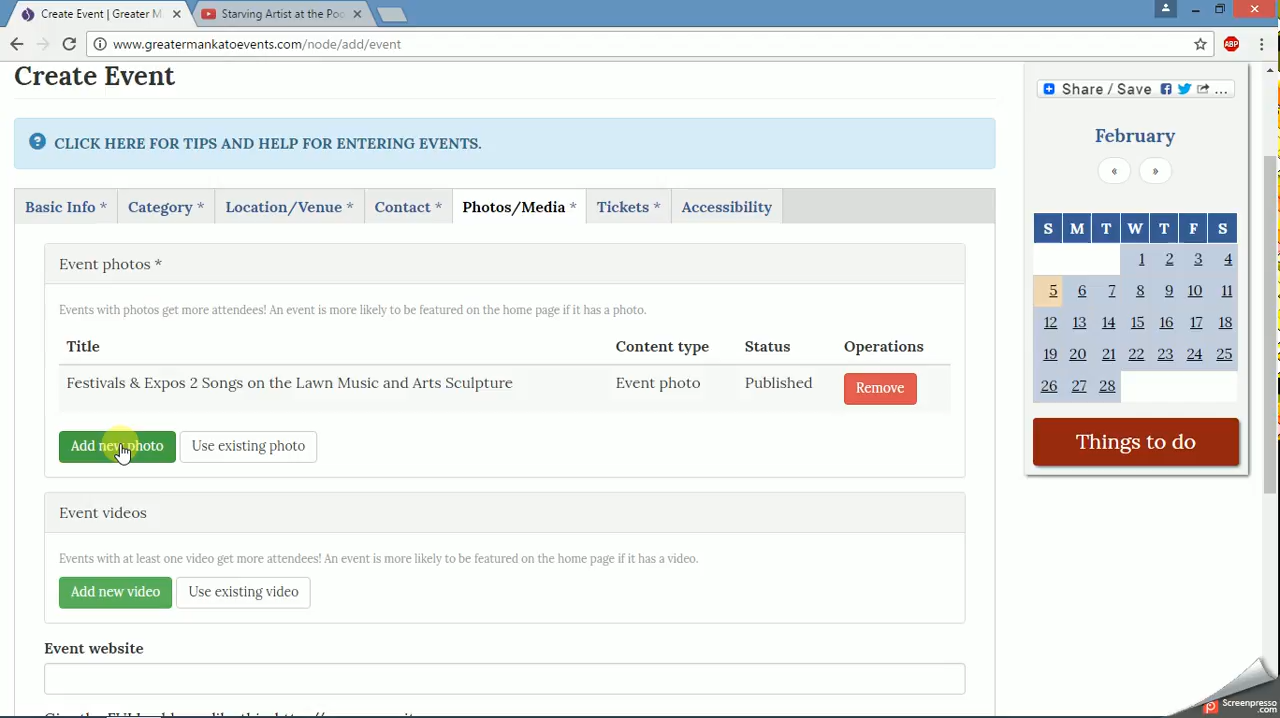 Create Event | Greater M
Starving Artist at the Poo
www.greatermankatoevents.com/node/add/event
ABP
Create Event
CLICK HERE FOR TIPS AND HELP FOR ENTERING EVENTS.
Basic Info * Category * Location/Venue * Contact * Photos/Media * Tickets * Accessibility
Event photos *
Events with photos get more attendees! An event is more likely to be featured on the home page if it has a photo.
Title Content type Status Operations
Festivals & Expos 2 Songs on the Lawn Music and Arts Sculpture Event photo Published Remove
Add new photo Use existing photo
Event videos
Events with at least one video get more attendees! An event is more likely to be featured on the home page if it has a video.
Add new video Use existing video
Event website
Share / Save ...
February
« »
S M T W T F S
1 2 3 4
5 6 7 8 9 10 11
12 13 14 15 16 17 18
19 20 21 22 23 24 25
26 27 28
Things to do
Screenpresso
.com